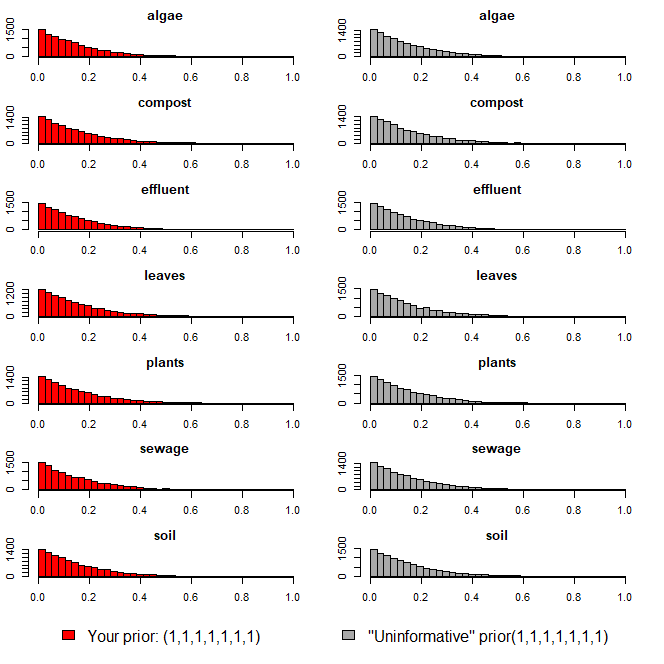 algae algae
1500 1500
0 0
0.0 0.2 0.4 0.6 0.8 1.0 0.0 0.2 0.4 0.6 0.8 1.0
compost compost
1400 1400
0 0
0.0 0.2 0.4 0.6 0.8 1.0 0.0 0.2 0.4 0.6 0.8 1.0
effluent effluent
1500 1500
0 0
0.0 0.2 0.4 0.6 0.8 1.0 0.0 0.2 0.4 0.6 0.8 1.0
leaves leaves
1200 1500
0 0
0.0 0.2 0.4 0.6 0.8 1.0 0.0 0.2 0.4 0.6 0.8 1.0
plants plants
1400 1500
0 0
0.0 0.2 0.4 0.6 0.8 1.0 0.0 0.2 0.4 0.6 0.8 1.0
sewage sewage
1500 1400
0 0
0.0 0.2 0.4 0.6 0.8 1.0 0.0 0.2 0.4 0.6 0.8 1.0
soil soil
1400 1500
0 0
0.0 0.2 0.4 0.6 0.8 1.0 0.0 0.2 0.4 0.6 0.8 1.0
Your prior: (1,1,1,1,1,1,1) "Uninformative" prior(1,1,1,1,1,1,1)